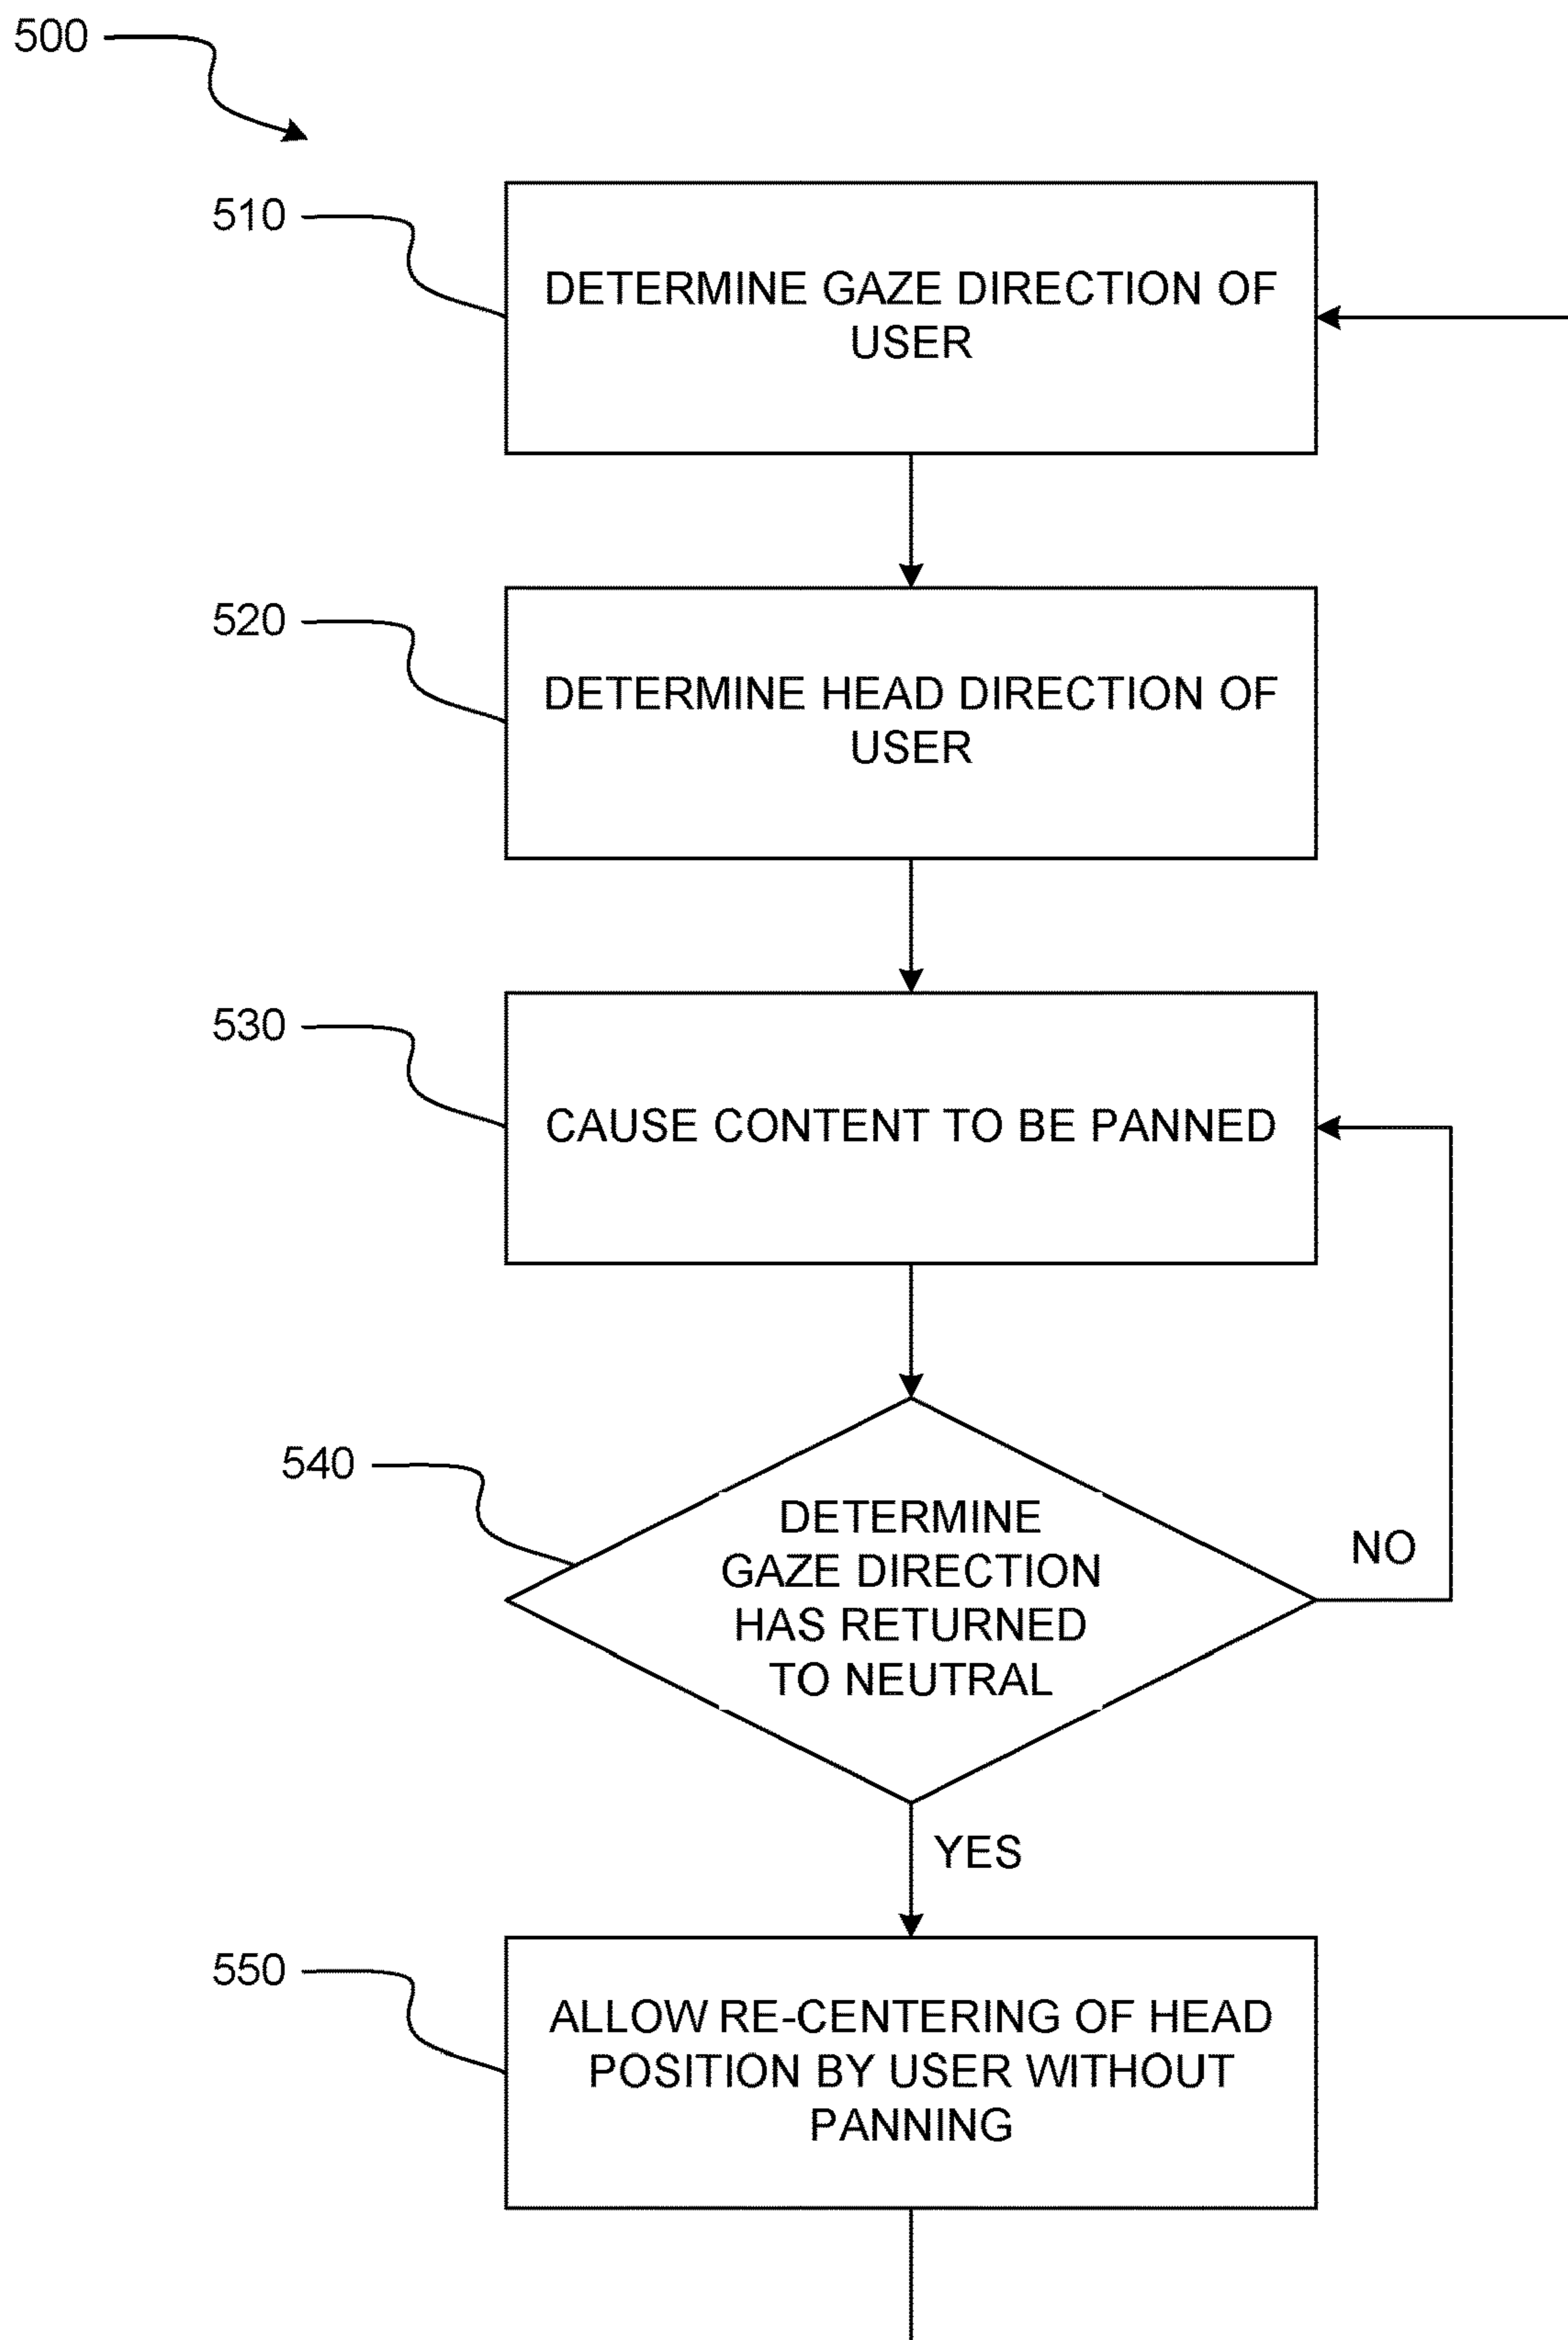 500
510
DETERMINE GAZE DIRECTION OF
USER
520
DETERMINE HEAD DIRECTION OF
USER
530
CAUSE CONTENT TO BE PANNED
540
DETERMINE
GAZE DIRECTION
HAS RETURNED
TO NEUTRAL
NO
YES
550
ALLOW RE-CENTERING OF HEAD
POSITION BY USER WITHOUT
PANNING